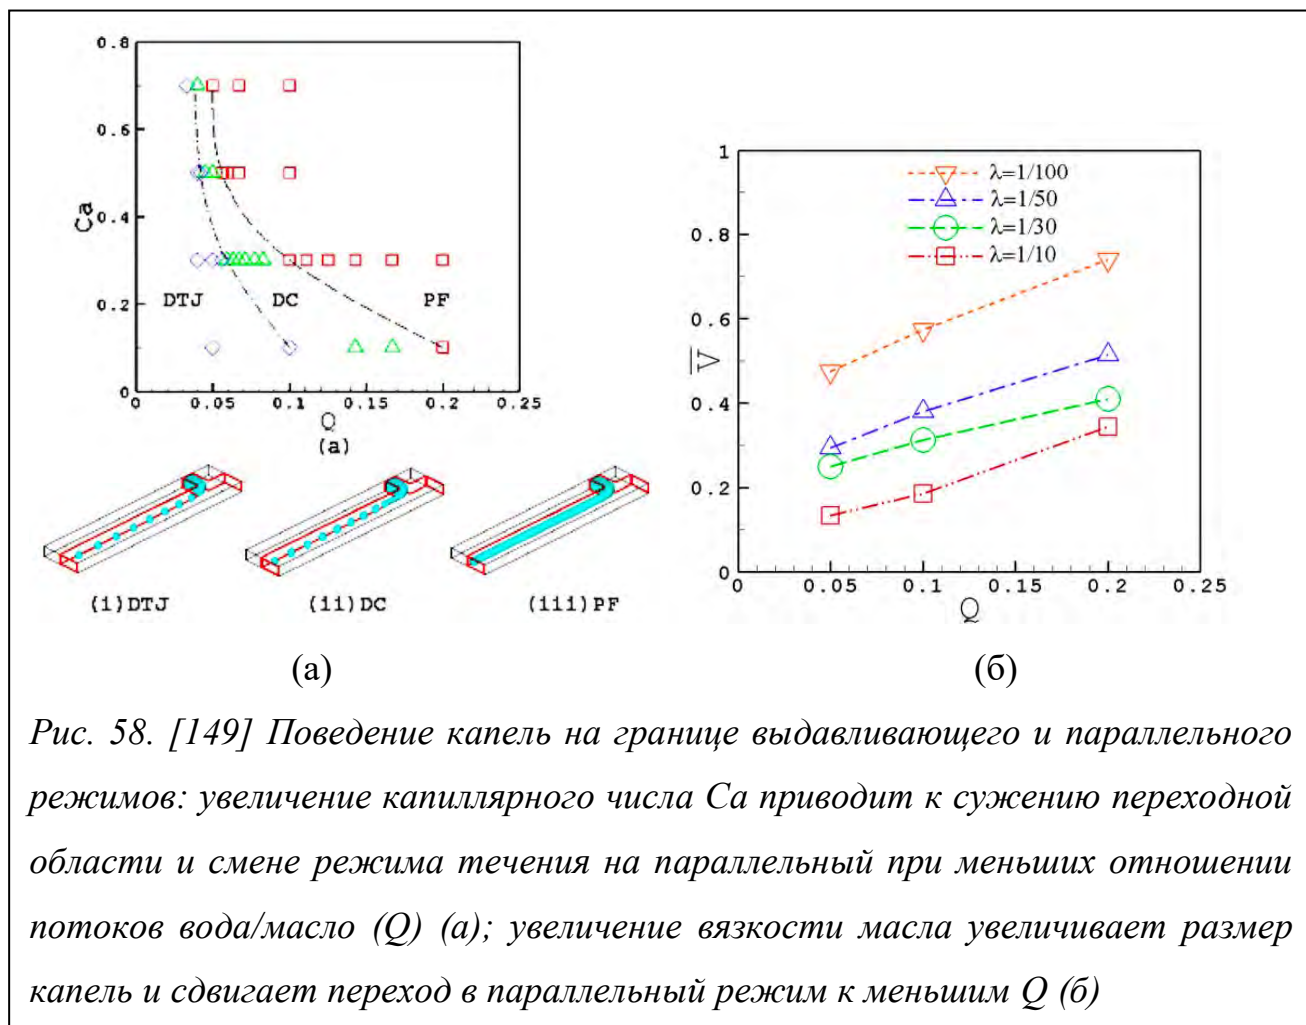 0.8
0.6
Ca
0.4
0.2
0
DTJ DC PF
0 0.05 0.1 0.15 0.2 0.25
Q
(a)
(i)DTJ (ii)DC (iii)PF
1
0.8
0.6
V
0.4
0.2
0
λ=1/100
λ=1/50
λ=1/30
λ=1/10
0 0.05 0.1 0.15 0.2 0.25
Q
(а) (б)
Рис. 58. [149] Поведение капель на границе выдавливающего и параллельного
режимов: увеличение капиллярного числа Ca приводит к сужению переходной
области и смене режима течения на параллельный при меньших отношении
потоков вода/масло (Q) (а); увеличение вязкости масла увеличивает размер
капель и сдвигает переход в параллельный режим к меньшим Q (б)